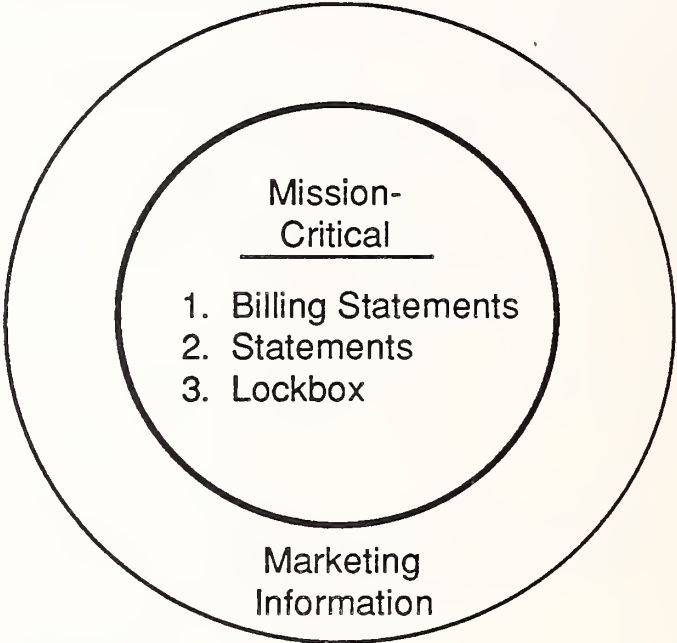 Mission-
Critical
1. Billing Statements
2. Statements
3. Lockbox
Marketing
Information